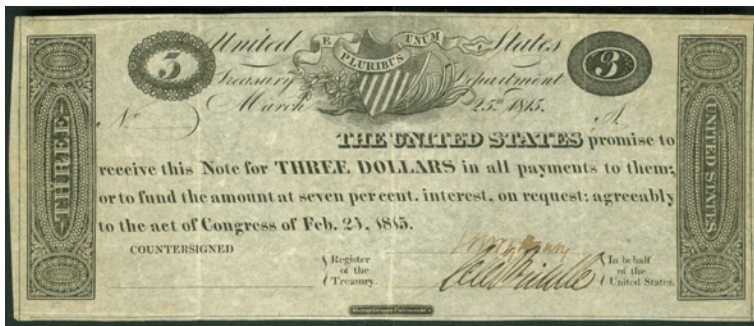 3 United E PLURIBUS UNUM States 3
Treasury Department
March 25th 1815.
No A
THE UNITED STATES promise to
receive this Note for THREE DOLLARS in all payments to them;
or to fund the amount at seven per cent. interest, on request: agreeably
to the act of Congress of Feb. 24, 1815.
COUNTERSIGNED
Register
of the
Treasury.
In behalf
of the
United States.
THREE
UNITED STATES